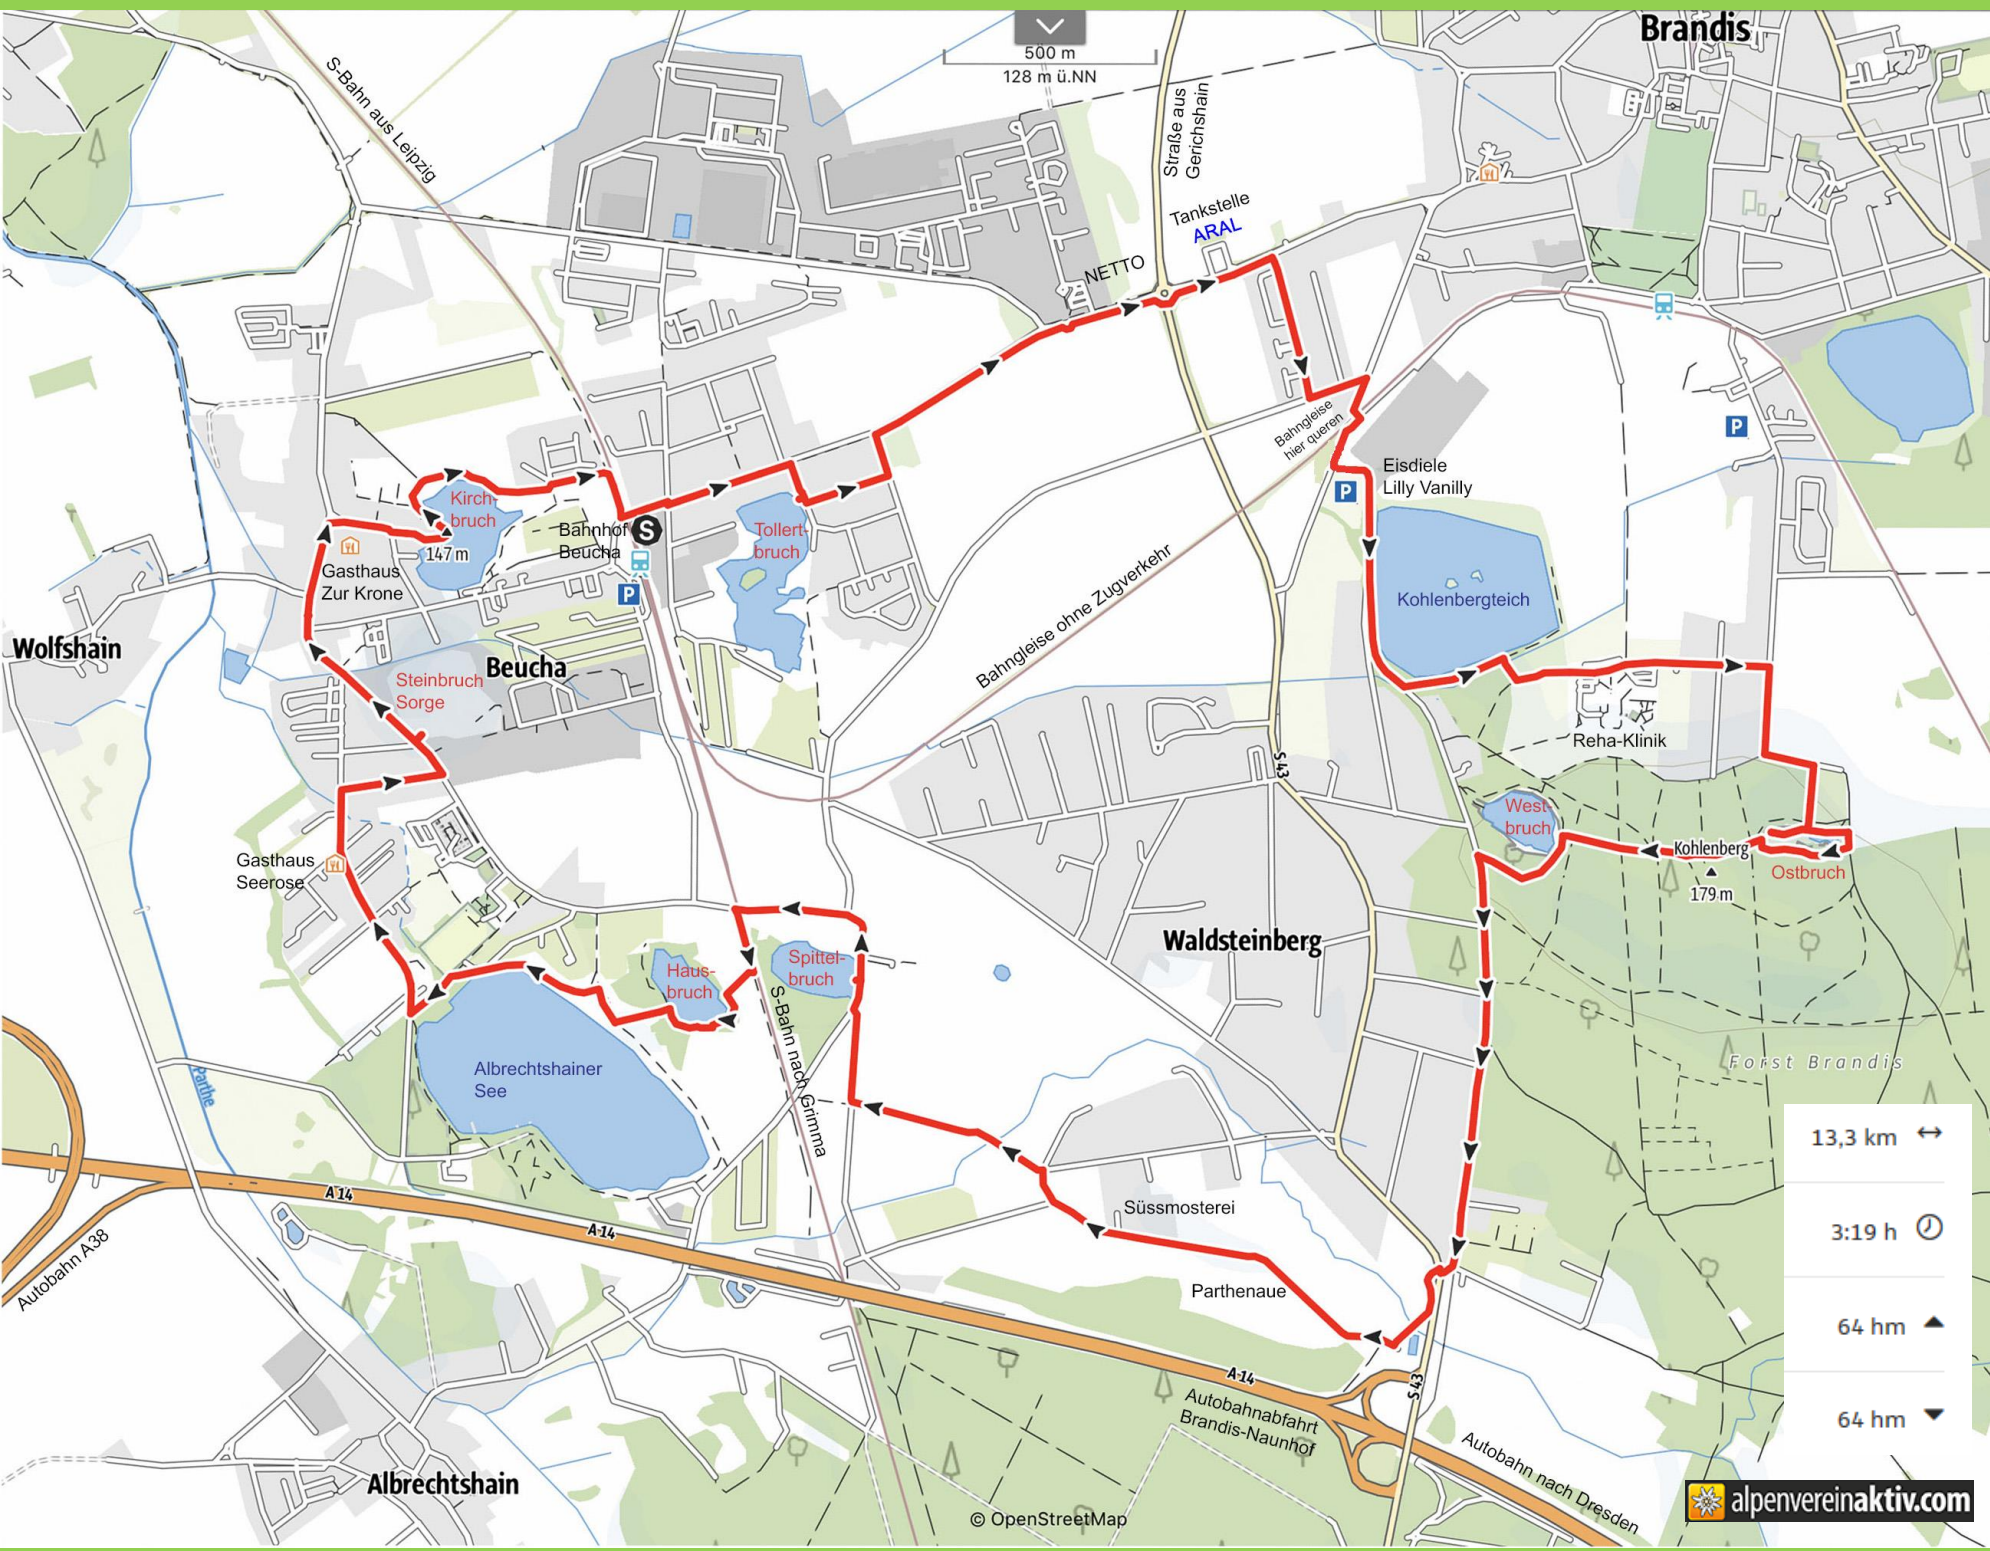 Brandis
500 m
128 m ü.NN
S-Bahn aus Leipzig
Straße aus
Gerichshain
Tankstelle
ARAL
NETTO
Bahngleise
hier queren
Eisdiele
Lilly Vanilly
P
P
Kirch-
bruch
147 m
Bahnhof
Beucha
S
P
Tollert-
bruch
Gasthaus
Zur Krone
Kohlenbergteich
Bahngleise ohne Zugverkehr
Wolfshain
Beucha
Steinbruch
Sorge
Reha-Klinik
S 43
West-
bruch
Kohlenberg
179 m
Ostbruch
Gasthaus
Seerose
Waldsteinberg
Haus-
bruch
Spittel-
bruch
S-Bahn nach Grimma
Albrechtshainer
See
Parthe
Forst Brandis
13,3 km
3:19 h
64 hm
64 hm
Süssmosterei
Parthenaue
A 14
A 14
A 14
Autobahn A38
S 43
Autobahnabfahrt
Brandis-Naunhof
Autobahn nach Dresden
Albrechtshain
© OpenStreetMap
alpenvereinaktiv.com